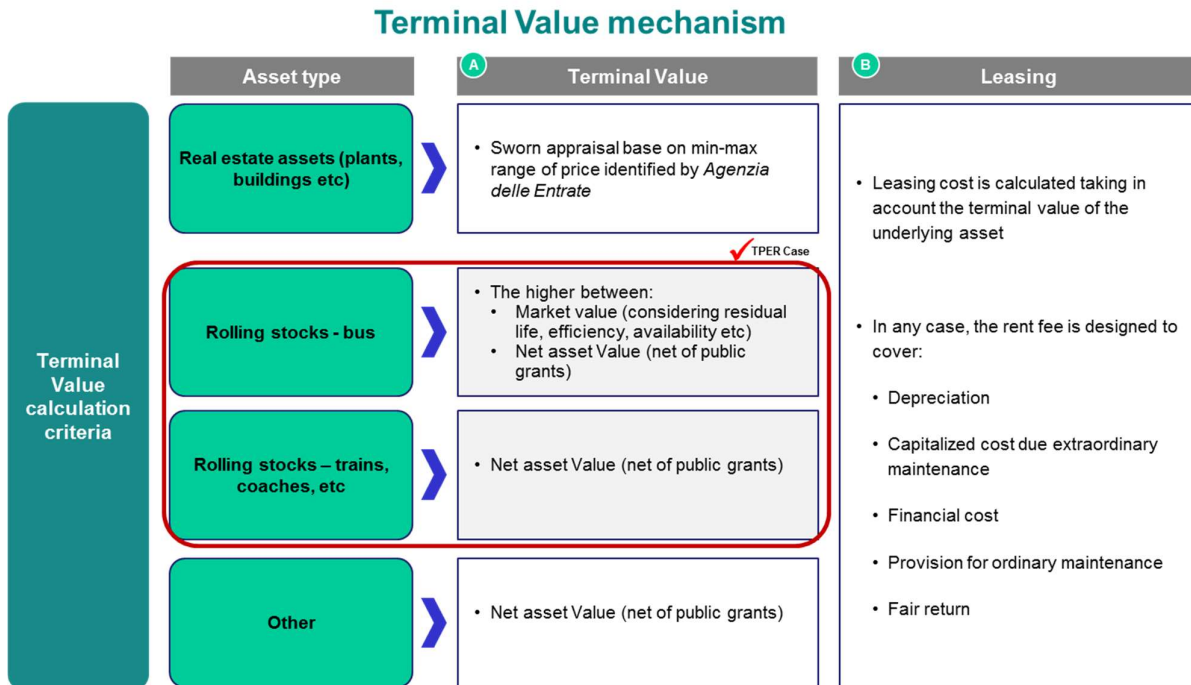 Terminal Value mechanism
Asset type
A
Terminal Value
B
Leasing
Terminal
Value
calculation
criteria
Real estate assets (plants,
buildings etc)
• Sworn appraisal base on min-max
range of price identified by Agenzia
delle Entrate
TPER Case
Rolling stocks - bus
• The higher between:
• Market value (considering residual
life, efficiency, availability etc)
• Net asset Value (net of public
grants)
Rolling stocks – trains,
coaches, etc
• Net asset Value (net of public grants)
Other
• Net asset Value (net of public grants)
• Leasing cost is calculated taking in
account the terminal value of the
underlying asset
• In any case, the rent fee is designed to
cover:
• Depreciation
• Capitalized cost due extraordinary
maintenance
• Financial cost
• Provision for ordinary maintenance
• Fair return